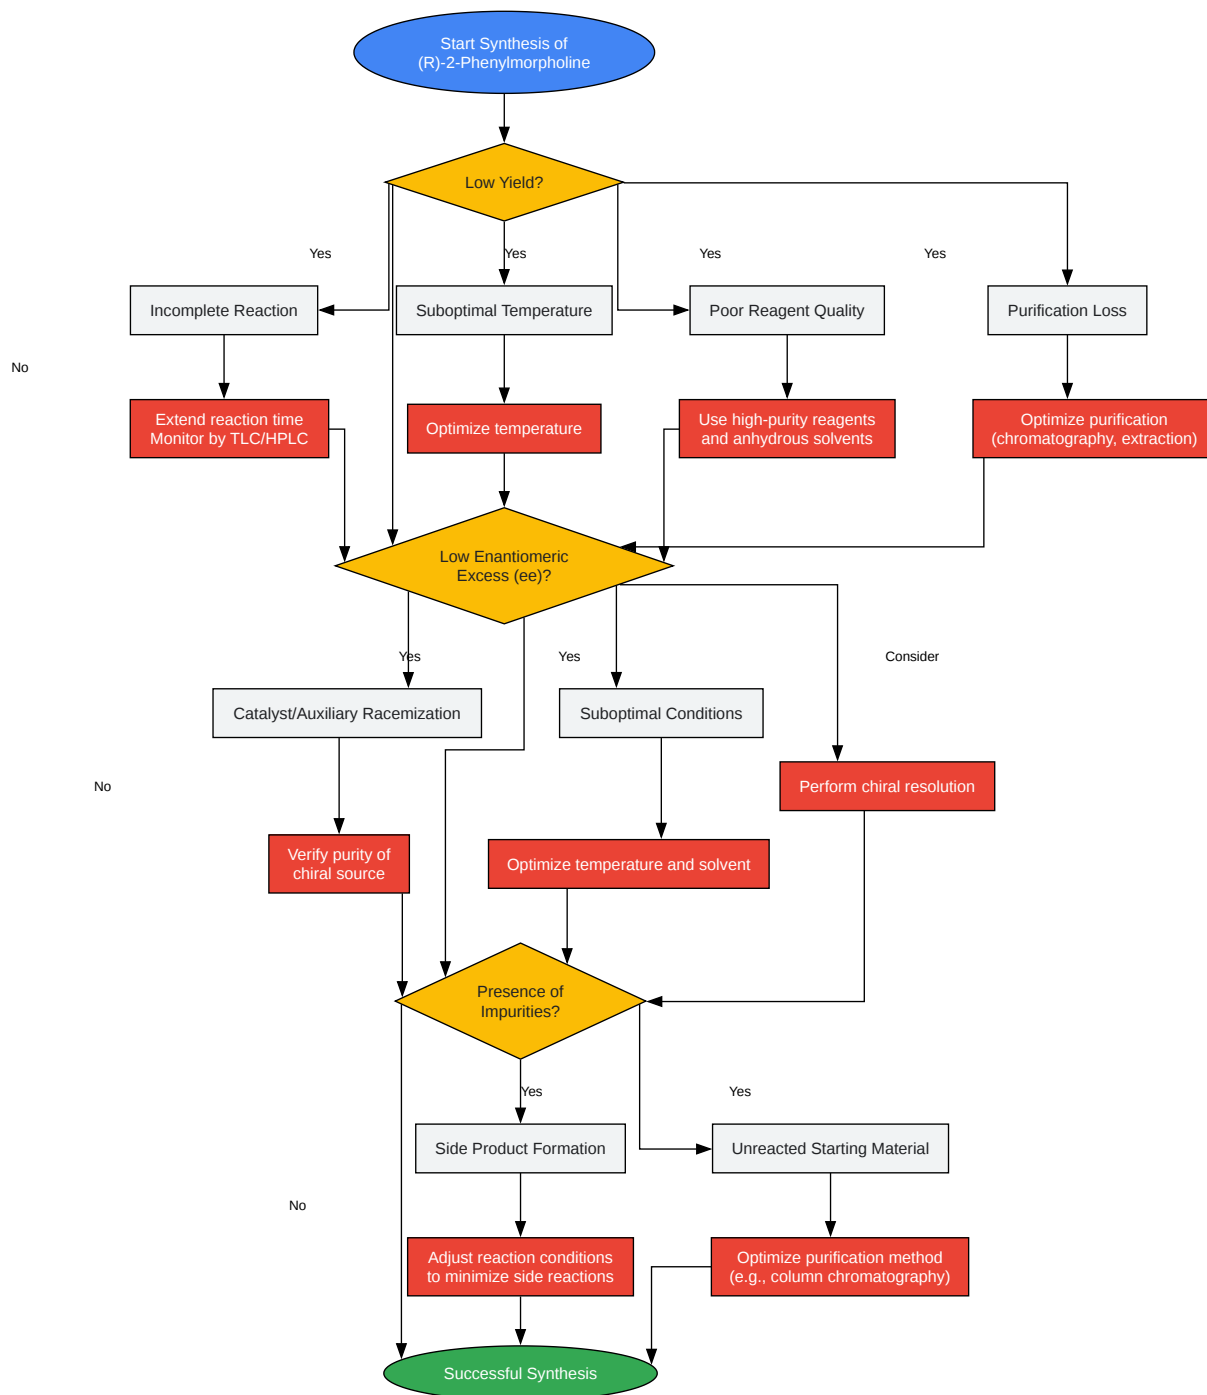 Start Synthesis of
(R)-2-Phenylmorpholine
Low Yield?
Yes
Yes
Yes
Yes
Incomplete Reaction
Suboptimal Temperature
Poor Reagent Quality
Purification Loss
No
Extend reaction time
Monitor by TLC/HPLC
Optimize temperature
Use high-purity reagents
and anhydrous solvents
Optimize purification
(chromatography, extraction)
Low Enantiomeric
Excess (ee)?
Yes
Yes
Consider
Catalyst/Auxiliary Racemization
Suboptimal Conditions
No
Perform chiral resolution
Verify purity of
chiral source
Optimize temperature and solvent
Presence of
Impurities?
Yes
Yes
Side Product Formation
Unreacted Starting Material
No
Adjust reaction conditions
to minimize side reactions
Optimize purification method
(e.g., column chromatography)
Successful Synthesis